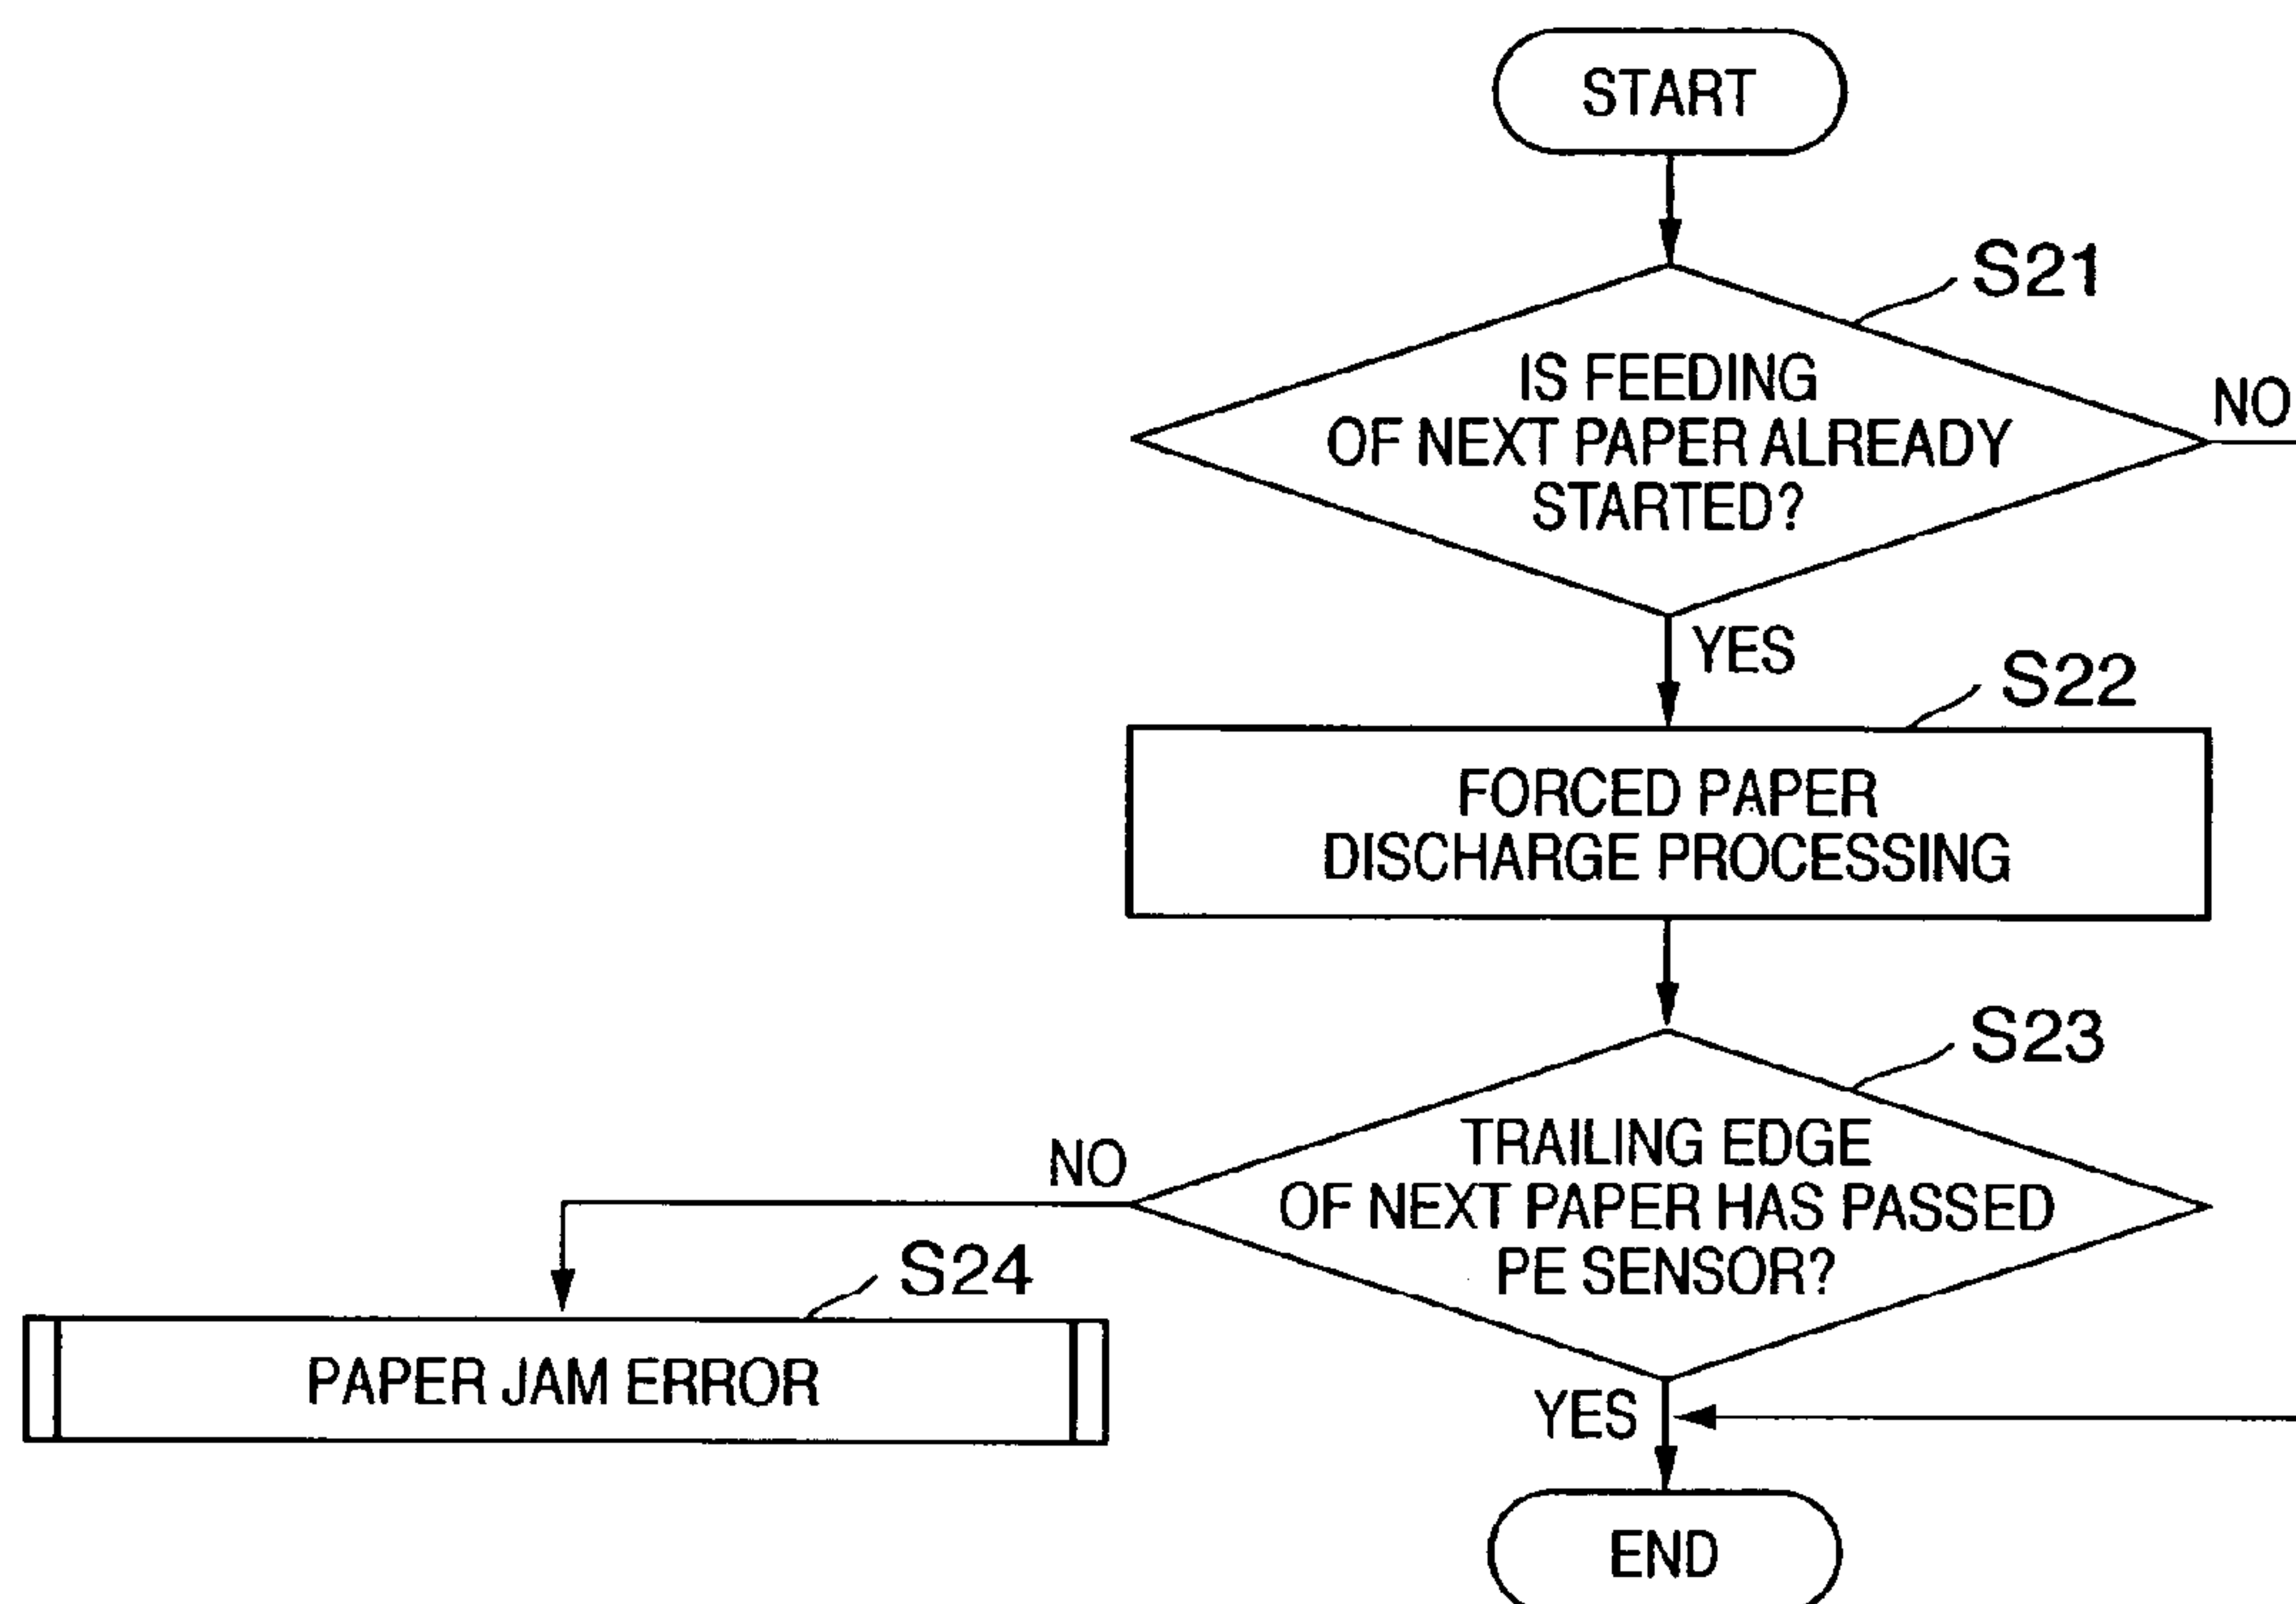 START
S21
IS FEEDING
OF NEXT PAPER ALREADY
STARTED?
NO
YES
S22
FORCED PAPER
DISCHARGE PROCESSING
S23
TRAILING EDGE
OF NEXT PAPER HAS PASSED
PE SENSOR?
NO
S24
PAPER JAM ERROR
YES
END